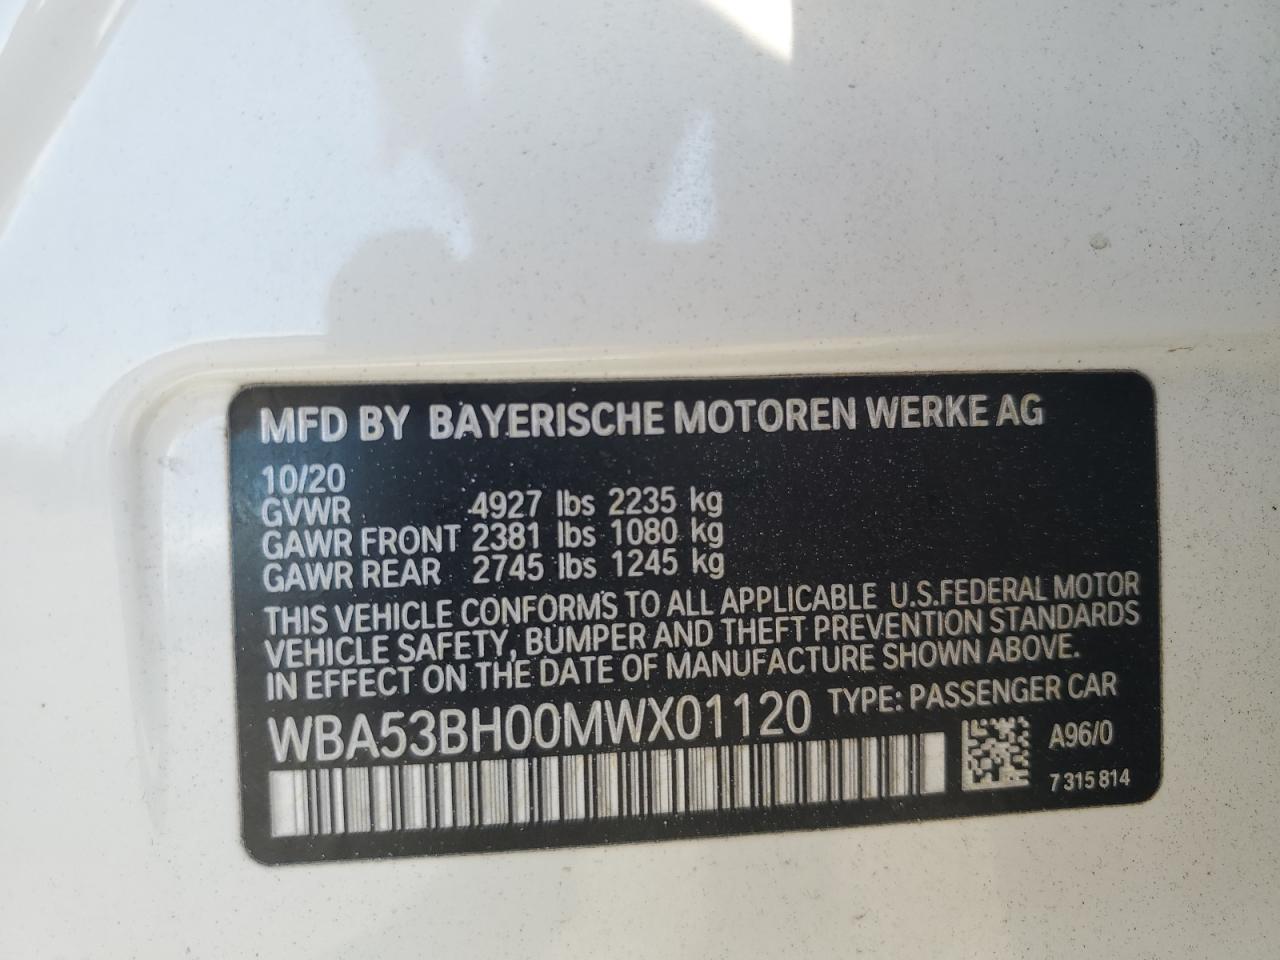 MFD BY BAYERISCHE MOTOREN WERKE AG
10/20
GVWR 4927 lbs 2235 kg
GAWR FRONT 2381 lbs 1080 kg
GAWR REAR 2745 lbs 1245 kg
THIS VEHICLE CONFORMS TO ALL APPLICABLE U.S.FEDERAL MOTOR
VEHICLE SAFETY, BUMPER AND THEFT PREVENTION STANDARDS
IN EFFECT ON THE DATE OF MANUFACTURE SHOWN ABOVE.
WBA53BH00MWX01120 TYPE: PASSENGER CAR
A96/0
7 315 814